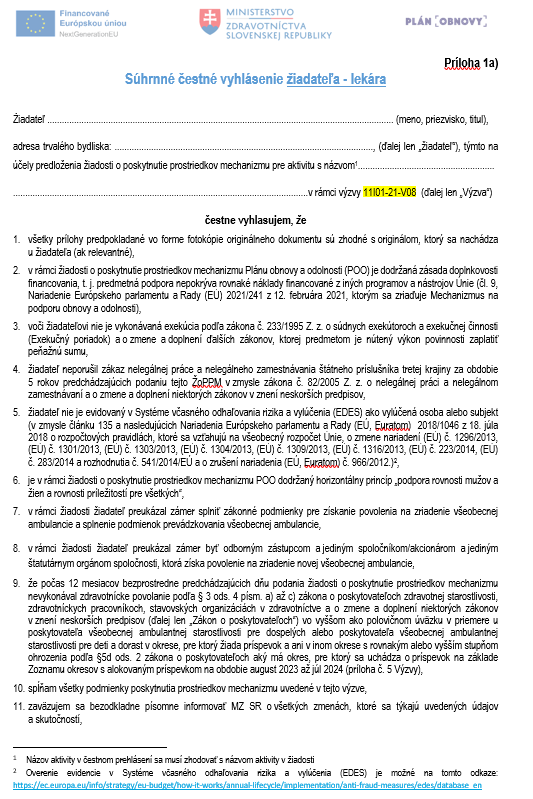 Financované
Európskou úniou
NextGenerationEU
MINISTERSTVO
ZDRAVOTNÍCTVA
SLOVENSKEJ REPUBLIKY
PLÁN OBNOVY
Príloha 1a)
Súhrnné čestné vyhlásenie žiadateľa - lekára
Žiadateľ .......................................................... (meno, priezvisko, titul),
adresa trvalého bydliska: .........................................................., (ďalej len „žiadateľ"), týmto na
účely predloženia žiadosti o poskytnutie prostriedkov mechanizmu pre aktivitu s názvom¹..........................................
..........................................................v rámci výzvy 11I01-21-V08 (ďalej len „Výzva")
čestne vyhlasujem, že
1. všetky prílohy predpokladané vo forme fotokópie originálneho dokumentu sú zhodné s originálom, ktorý sa nachádza
u žiadateľa (ak relevantné),
2. v rámci žiadosti o poskytnutie prostriedkov mechanizmu Plánu obnovy a odolnosti (POO) je dodržaná zásada doplnkovosti
financovania, t. j. predmetná podpora nepokrýva rovnaké náklady financované z iných programov a nástrojov Únie (čl. 9,
Nariadenie Európskeho parlamentu a Rady (EÚ) 2021/241 z 12. februára 2021, ktorým sa zriaďuje Mechanizmus na
podporu obnovy a odolnosti),
3. voči žiadateľovi nie je vykonávaná exekúcia podľa zákona č. 233/1995 Z. z. o súdnych exekútoroch a exekučnej činnosti
(Exekučný poriadok) a o zmene a doplnení ďalších zákonov, ktorej predmetom je nútený výkon povinnosti zaplatiť
peňažnú sumu,
4. žiadateľ neporušil zákaz nelegálnej práce a nelegálneho zamestnávania štátneho príslušníka tretej krajiny za obdobie
5 rokov predchádzajúcich podaniu tejto ŽoPPM v zmysle zákona č. 82/2005 Z. z. o nelegálnej práci a nelegálnom
zamestnávaní a o zmene a doplnení niektorých zákonov v znení neskorších predpisov,
5. žiadateľ nie je evidovaný v Systéme včasného odhaľovania rizika a vylúčenia (EDES) ako vylúčená osoba alebo subjekt
(v zmysle článku 135 a nasledujúcich Nariadenia Európskeho parlamentu a Rady (EÚ, Euratom) 2018/1046 z 18. júla
2018 o rozpočtových pravidlách, ktoré sa vzťahujú na všeobecný rozpočet Únie, o zmene nariadení (EÚ) č. 1296/2013,
(EÚ) č. 1301/2013, (EÚ) č. 1303/2013, (EÚ) č. 1304/2013, (EÚ) č. 1309/2013, (EÚ) č. 1316/2013, (EÚ) č. 223/2014, (EÚ)
č. 283/2014 a rozhodnutia č. 541/2014/EÚ a o zrušení nariadenia (EÚ, Euratom) č. 966/2012.)²,
6. je v rámci žiadosti o poskytnutie prostriedkov mechanizmu POO dodržaný horizontálny princíp „podpora rovnosti mužov a
žien a rovnosti príležitostí pre všetkých",
7. v rámci žiadosti žiadateľ preukázal zámer splniť zákonné podmienky pre získanie povolenia na zriadenie všeobecnej
ambulancie a splnenie podmienok prevádzkovania všeobecnej ambulancie,
8. v rámci žiadosti žiadateľ preukázal zámer byť odborným zástupcom a jediným spoločníkom/akcionárom a jediným
štatutárnym orgánom spoločnosti, ktorá získa povolenie na zriadenie novej všeobecnej ambulancie,
9. že počas 12 mesiacov bezprostredne predchádzajúcich dňu podania žiadosti o poskytnutie prostriedkov mechanizmu
nevykonával zdravotnícke povolanie podľa § 3 ods. 4 písm. a) až c) zákona o poskytovateľoch zdravotnej starostlivosti,
zdravotníckych pracovníkoch, stavovských organizáciách v zdravotníctve a o zmene a doplnení niektorých zákonov
v znení neskorších predpisov (ďalej len „Zákon o poskytovateľoch") vo vyššom ako polovičnom úväzku v priemere u
poskytovateľa všeobecnej ambulantnej starostlivosti pre dospelých alebo poskytovateľa všeobecnej ambulantnej
starostlivosti pre deti a dorast v okrese, pre ktorý žiada príspevok a ani v inom okrese s rovnakým alebo vyšším stupňom
ohrozenia podľa §5d ods. 2 zákona o poskytovateľoch aký má okres, pre ktorý sa uchádza o príspevok na základe
Zoznamu okresov s alokovaným príspevkom na obdobie august 2023 až júl 2024 (príloha č. 5 Výzvy),
10. spĺňam všetky podmienky poskytnutia prostriedkov mechanizmu uvedené v tejto výzve,
11. zaväzujem sa bezodkladne písomne informovať MZ SR o všetkých zmenách, ktoré sa týkajú uvedených údajov
a skutočností,
¹ Názov aktivity v čestnom prehlásení sa musí zhodovať s názvom aktivity v žiadosti
² Overenie evidencie v Systéme včasného odhaľovania rizika a vylúčenia (EDES) je možné na tomto odkaze:
https://ec.europa.eu/info/strategy/eu-budget/how-it-works/annual-lifecycle/implementation/anti-fraud-measures/edes/database_en